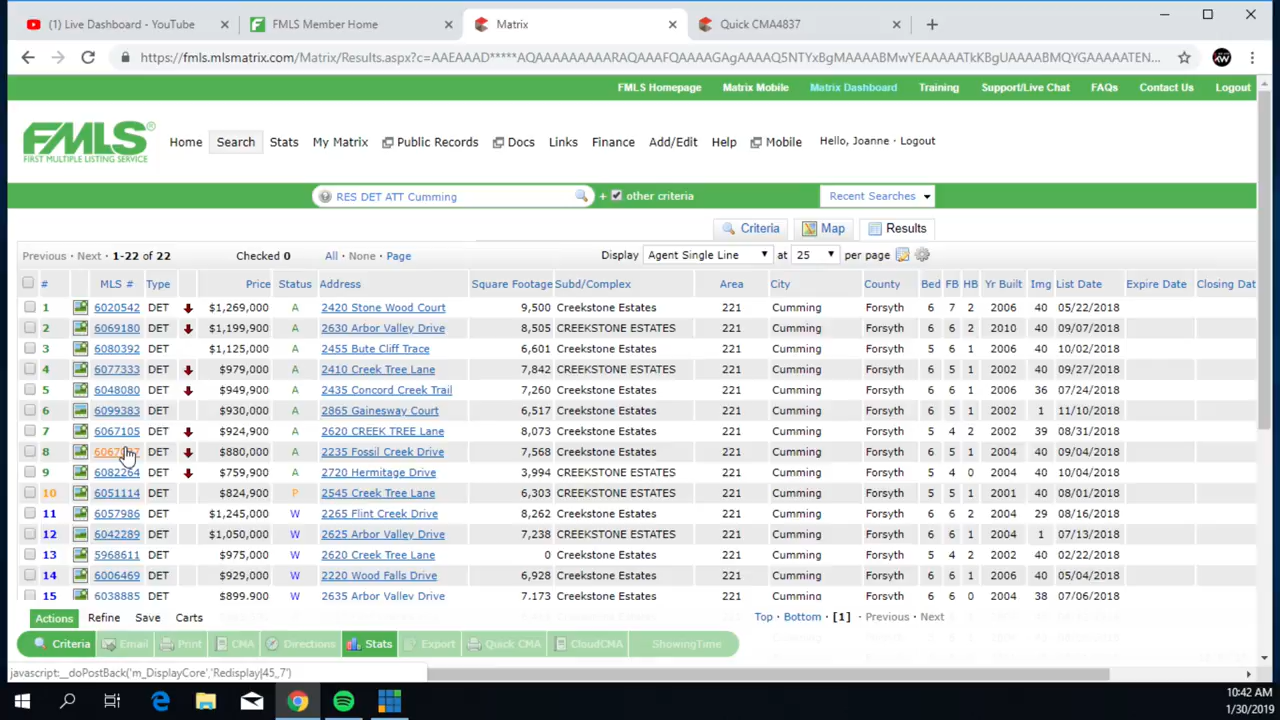 (1) Live Dashboard - YouTube
FMLS Member Home
Matrix
Quick CMA4837
https://fmls.mlsmatrix.com/Matrix/Results.aspx?c=AAEAAAD*****AQAAAAAAAAARAQAAAFQAAAAGAgAAAAQ5NTYxBgMAAAABMwYEAAAAATkKBgUAAAABMQYGAAAAATEN...
FMLS Homepage Matrix Mobile Matrix Dashboard Training Support/Live Chat FAQs Contact Us Logout
FMLS®
FIRST MULTIPLE LISTING SERVICE
Home Search Stats My Matrix Public Records Docs Links Finance Add/Edit Help Mobile Hello, Joanne · Logout
RES DET ATT Cumming + other criteria Recent Searches
Criteria Map Results
Previous · Next · 1-22 of 22 Checked 0 All · None · Page Display Agent Single Line at 25 per page
# MLS # Type Price Status Address Square Footage Subd/Complex Area City County Bed FB HB Yr Built Img List Date Expire Date Closing Dat
1 6020542 DET $1,269,000 A 2420 Stone Wood Court 9,500 Creekstone Estates 221 Cumming Forsyth 6 7 2 2006 40 05/22/2018
2 6069180 DET $1,199,900 A 2630 Arbor Valley Drive 8,505 CREEKSTONE ESTATES 221 Cumming Forsyth 6 6 2 2010 40 09/07/2018
3 6080392 DET $1,125,000 A 2455 Bute Cliff Trace 6,601 Creekstone Estates 221 Cumming Forsyth 5 6 1 2006 40 10/02/2018
4 6077333 DET $979,000 A 2410 Creek Tree Lane 7,842 Creekstone Estates 221 Cumming Forsyth 5 5 1 2002 40 09/27/2018
5 6048080 DET $949,900 A 2435 Concord Creek Trail 7,260 Creekstone Estates 221 Cumming Forsyth 6 6 1 2006 36 07/24/2018
6 6099383 DET $930,000 A 2865 Gainesway Court 6,517 Creekstone Estates 221 Cumming Forsyth 6 5 1 2002 1 11/10/2018
7 6067105 DET $924,900 A 2620 CREEK TREE Lane 8,073 Creekstone Estates 221 Cumming Forsyth 5 4 2 2002 39 08/31/2018
8 DET $880,000 A 2235 Fossil Creek Drive 7,568 Creekstone Estates 221 Cumming Forsyth 5 5 1 2004 40 09/04/2018
9 6082264 DET $759,900 A 2720 Hermitage Drive 3,994 CREEKSTONE ESTATES 221 Cumming Forsyth 5 4 0 2004 40 10/04/2018
10 6051114 DET $824,900 P 2545 Creek Tree Lane 6,303 CREEKSTONE ESTATES 221 Cumming Forsyth 5 5 1 2001 40 08/01/2018
11 6057986 DET $1,245,000 W 2265 Flint Creek Drive 8,262 Creekstone Estates 221 Cumming Forsyth 6 6 2 2004 29 08/16/2018
12 6042289 DET $1,050,000 W 2625 Arbor Valley Drive 7,238 CREEKSTONE ESTATES 221 Cumming Forsyth 5 5 1 2004 1 07/13/2018
13 5968611 DET $975,000 W 2620 Creek Tree Lane 0 Creekstone Estates 221 Cumming Forsyth 5 4 2 2002 40 02/22/2018
14 6006469 DET $929,000 W 2220 Wood Falls Drive 6,928 Creekstone Estates 221 Cumming Forsyth 6 6 1 2006 40 05/04/2018
15 6038885 DET $899,900 W 2635 Arbor Valley Drive 7,173 Creekstone Estates 221 Cumming Forsyth 6 6 0 2004 38 07/06/2018
Actions Refine Save Carts Top · Bottom · [1] · Previous · Next
Criteria Email Print CMA Directions Stats Export Quick CMA CloudCMA ShowingTime
javascript:__doPostBack('m_DisplayCore','Redisplay|45,,7')
10:42 AM
1/30/2019